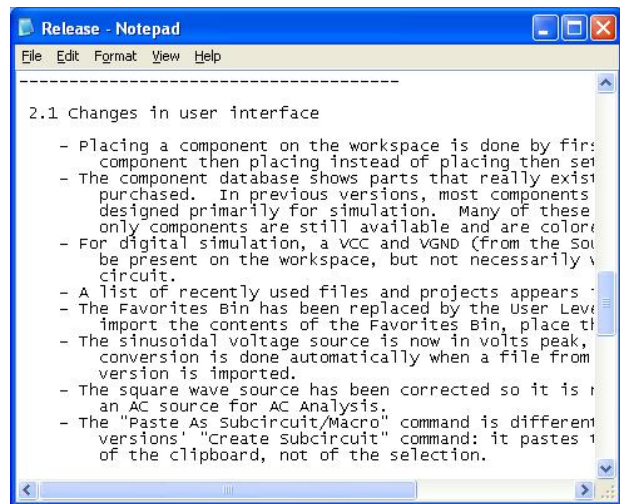 Release - Notepad
File Edit Format View Help
--------------------------------------
2.1 Changes in user interface
- Placing a component on the workspace is done by firs
component then placing instead of placing then set
- The component database shows parts that really exist
purchased. In previous versions, most components
designed primarily for simulation. Many of these
only components are still available and are colore
- For digital simulation, a VCC and VGND (from the Sou
be present on the workspace, but not necessarily
circuit.
- A list of recently used files and projects appears
- The Favorites Bin has been replaced by the User Leve
import the contents of the Favorites Bin, place th
- The sinusoidal voltage source is now in volts peak,
conversion is done automatically when a file from
version is imported.
- The square wave source has been corrected so it is
an AC source for AC Analysis.
- The "Paste As Subcircuit/Macro" command is different
versions' "Create Subcircuit" command: it pastes
of the clipboard, not of the selection.